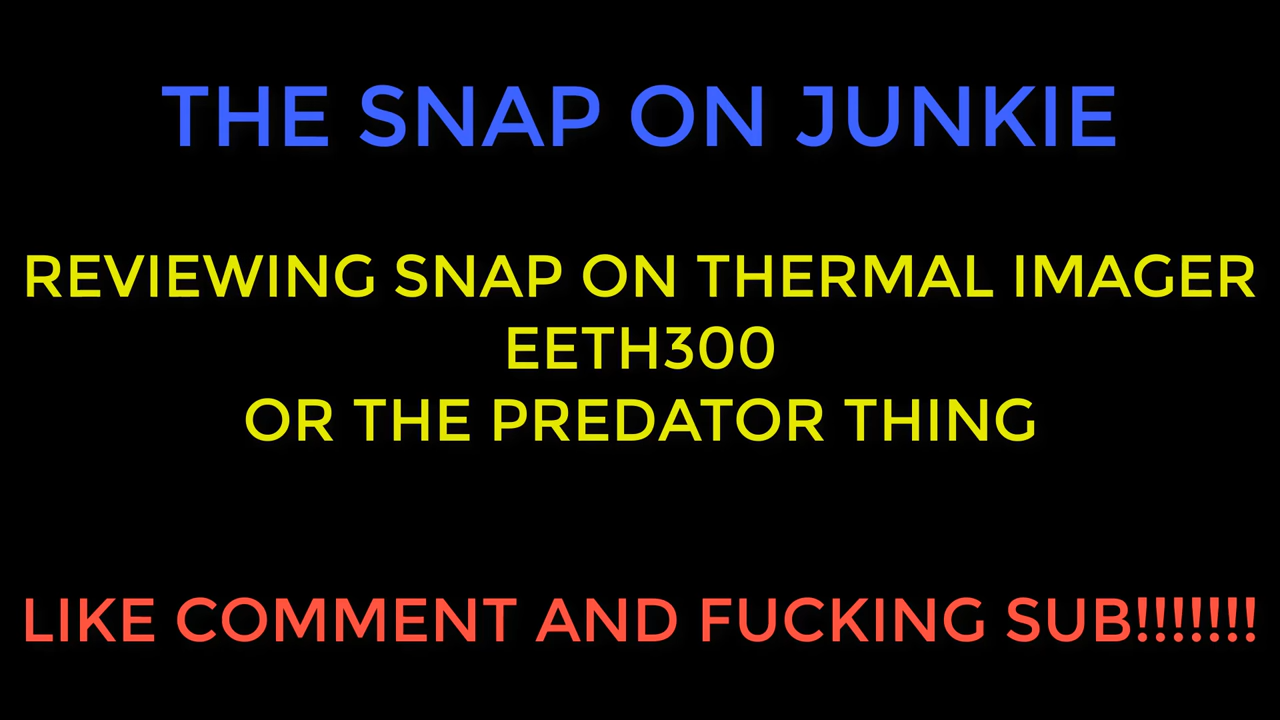 THE SNAP ON JUNKIE
REVIEWING SNAP ON THERMAL IMAGER
EETH300
OR THE PREDATOR THING
LIKE COMMENT AND FUCKING SUB!!!!!!!